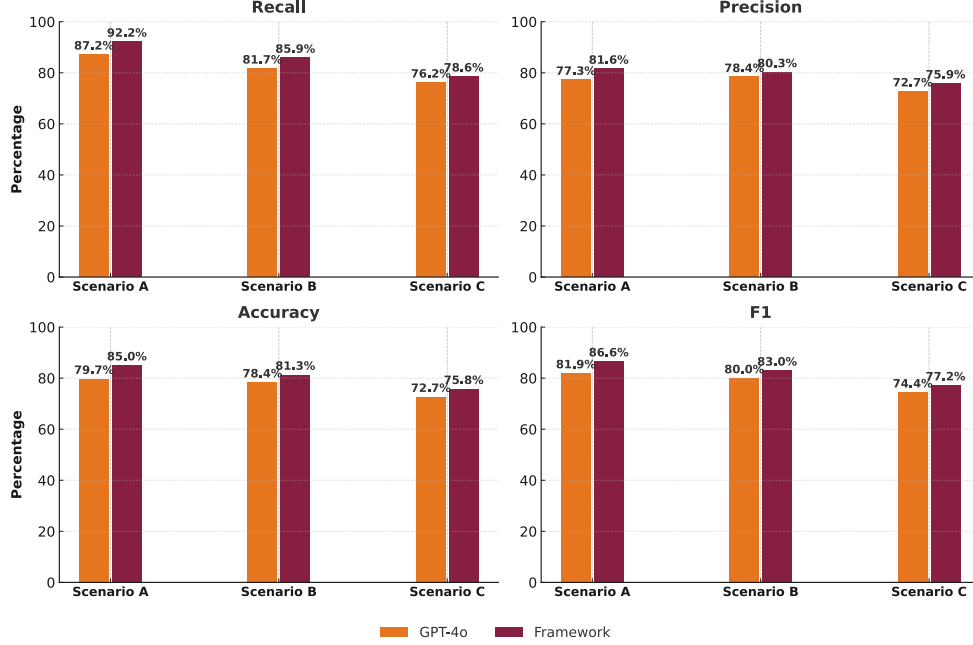 Recall
100
80
60
40
20
0
Percentage
87.2%
92.2%
81.7%
85.9%
76.2%
78.6%
Scenario A
Scenario B
Scenario C
Precision
100
80
60
40
20
0
77.3%
81.6%
78.4%
80.3%
72.7%
75.9%
Scenario A
Scenario B
Scenario C
Accuracy
100
80
60
40
20
0
Percentage
79.7%
85.0%
78.4%
81.3%
72.7%
75.8%
Scenario A
Scenario B
Scenario C
F1
100
80
60
40
20
0
81.9%
86.6%
80.0%
83.0%
74.4%
77.2%
Scenario A
Scenario B
Scenario C
GPT-4o
Framework